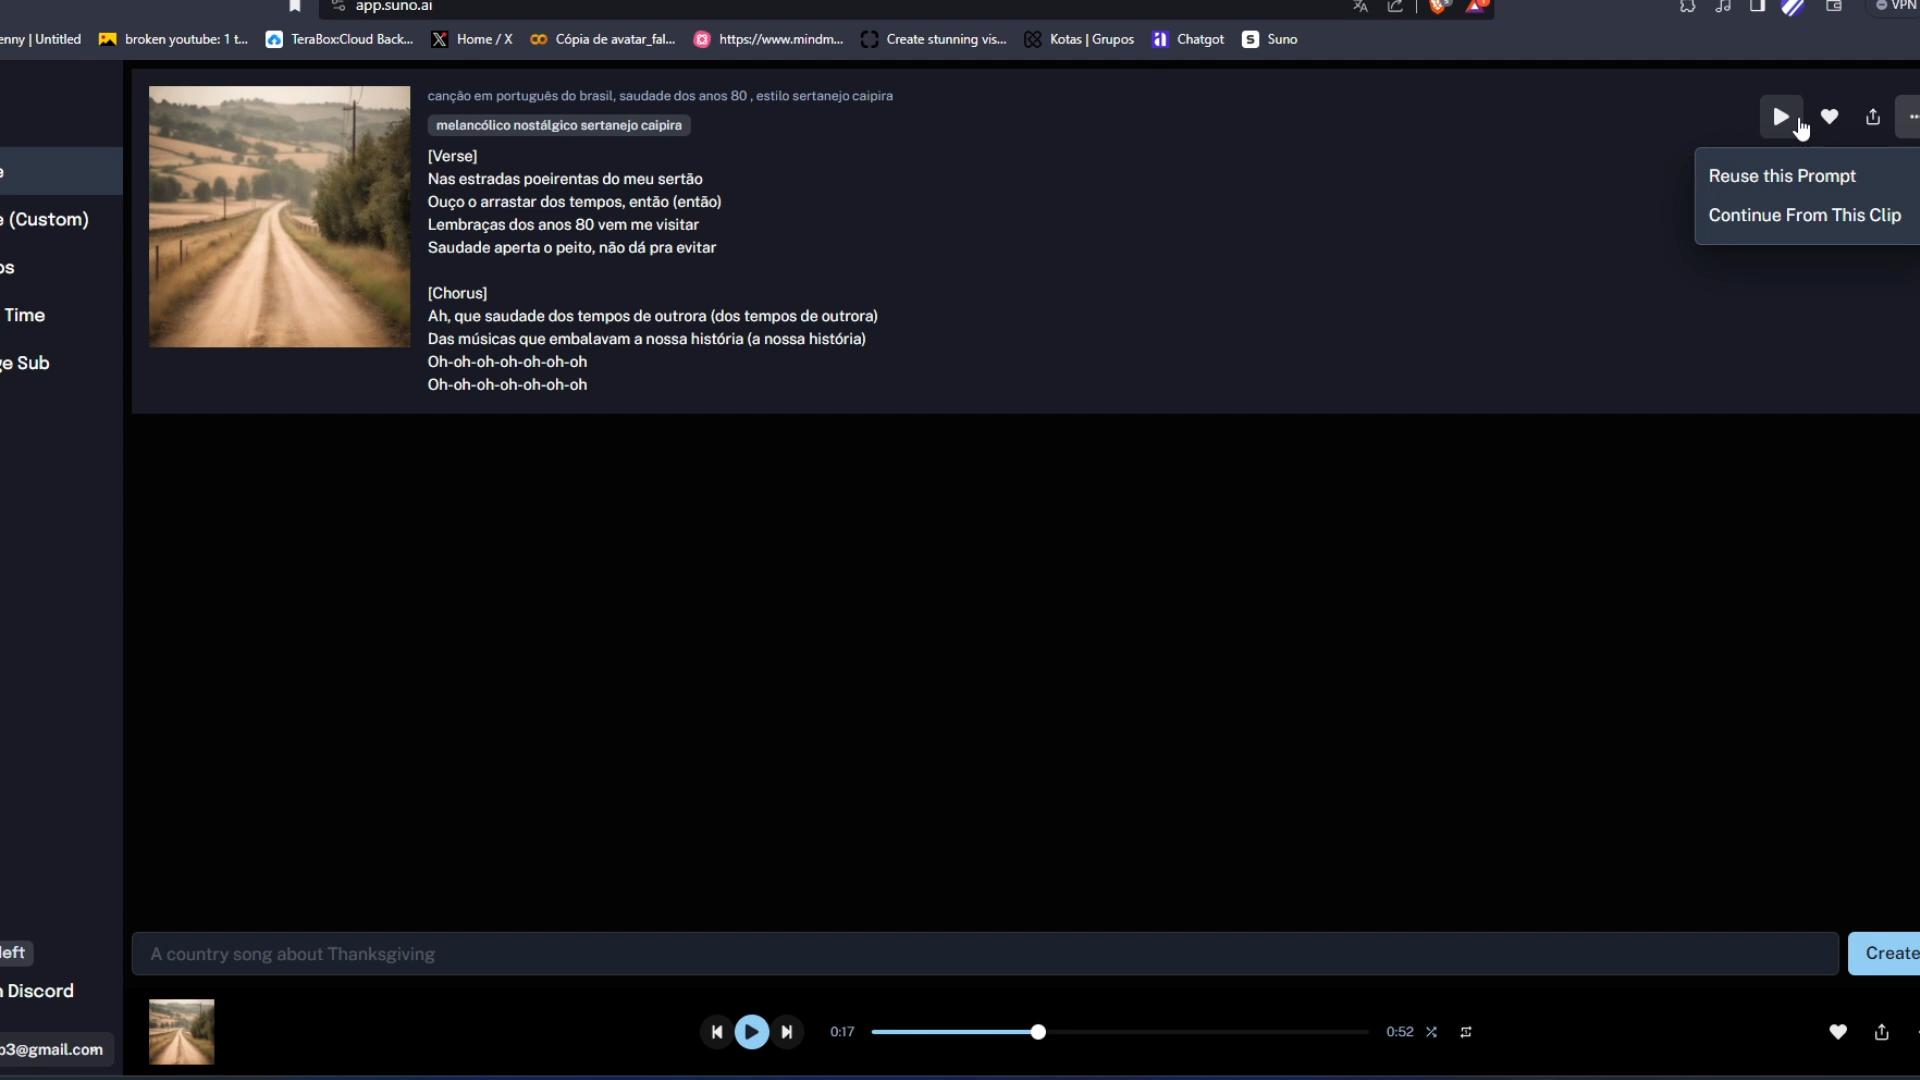 app.suno.ai
VPN
enny | Untitled
broken youtube: 1 t...
TeraBox:Cloud Back...
Home / X
Cópia de avatar_fal...
https://www.mindm...
Create stunning vis...
Kotas | Grupos
Chatgot
Suno
canção em português do brasil, saudade dos anos 80 , estilo sertanejo caipira
melancólico nostálgico sertanejo caipira
[Verse]
Nas estradas poeirentas do meu sertão
Ouço o arrastar dos tempos, então (então)
Lembraças dos anos 80 vem me visitar
Saudade aperta o peito, não dá pra evitar
[Chorus]
Ah, que saudade dos tempos de outrora (dos tempos de outrora)
Das músicas que embalavam a nossa história (a nossa história)
Oh-oh-oh-oh-oh-oh-oh
Oh-oh-oh-oh-oh-oh-oh
Reuse this Prompt
Continue From This Clip
e
e (Custom)
os
Time
ge Sub
left
n Discord
o3@gmail.com
A country song about Thanksgiving
Create
0:17
0:52